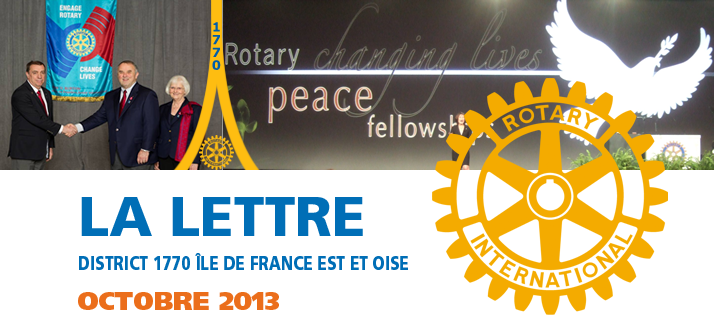 ENGAGE
ROTARY
CHANGE
LIVES
1770
Rotary changing lives
peace
fellows
ROTARY
INTERNATIONAL
LA LETTRE
DISTRICT 1770 ÎLE DE FRANCE EST ET OISE
OCTOBRE 2013